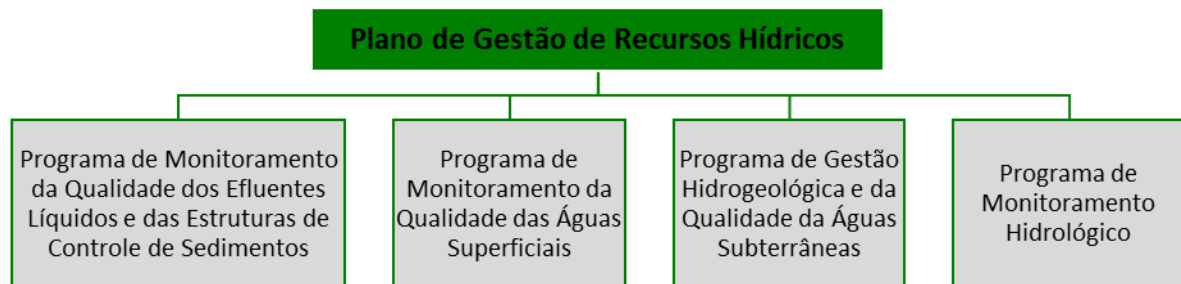 Plano de Gestão de Recursos Hídricos
Programa de Monitoramento
da Qualidade dos Efluentes
Líquidos e das Estruturas de
Controle de Sedimentos
Programa de
Monitoramento da
Qualidade das Águas
Superficiais
Programa de Gestão
Hidrogeológica e da
Qualidade da Águas
Subterrâneas
Programa de
Monitoramento
Hidrológico